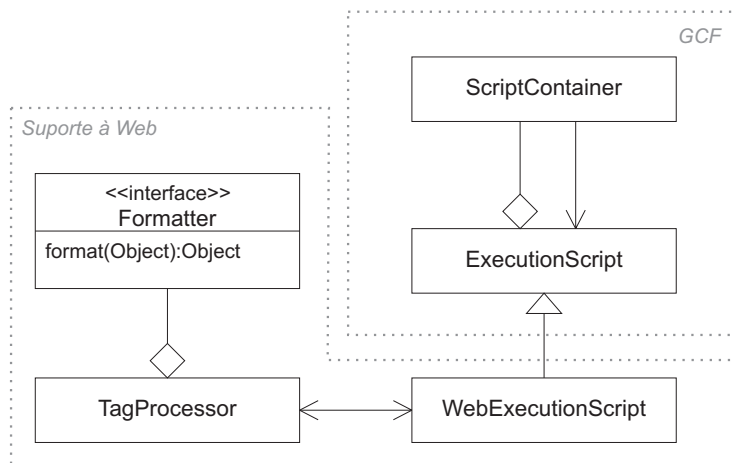 GCF
ScriptContainer
Suporte à Web
<<interface>>
Formatter
format(Object):Object
ExecutionScript
TagProcessor
WebExecutionScript